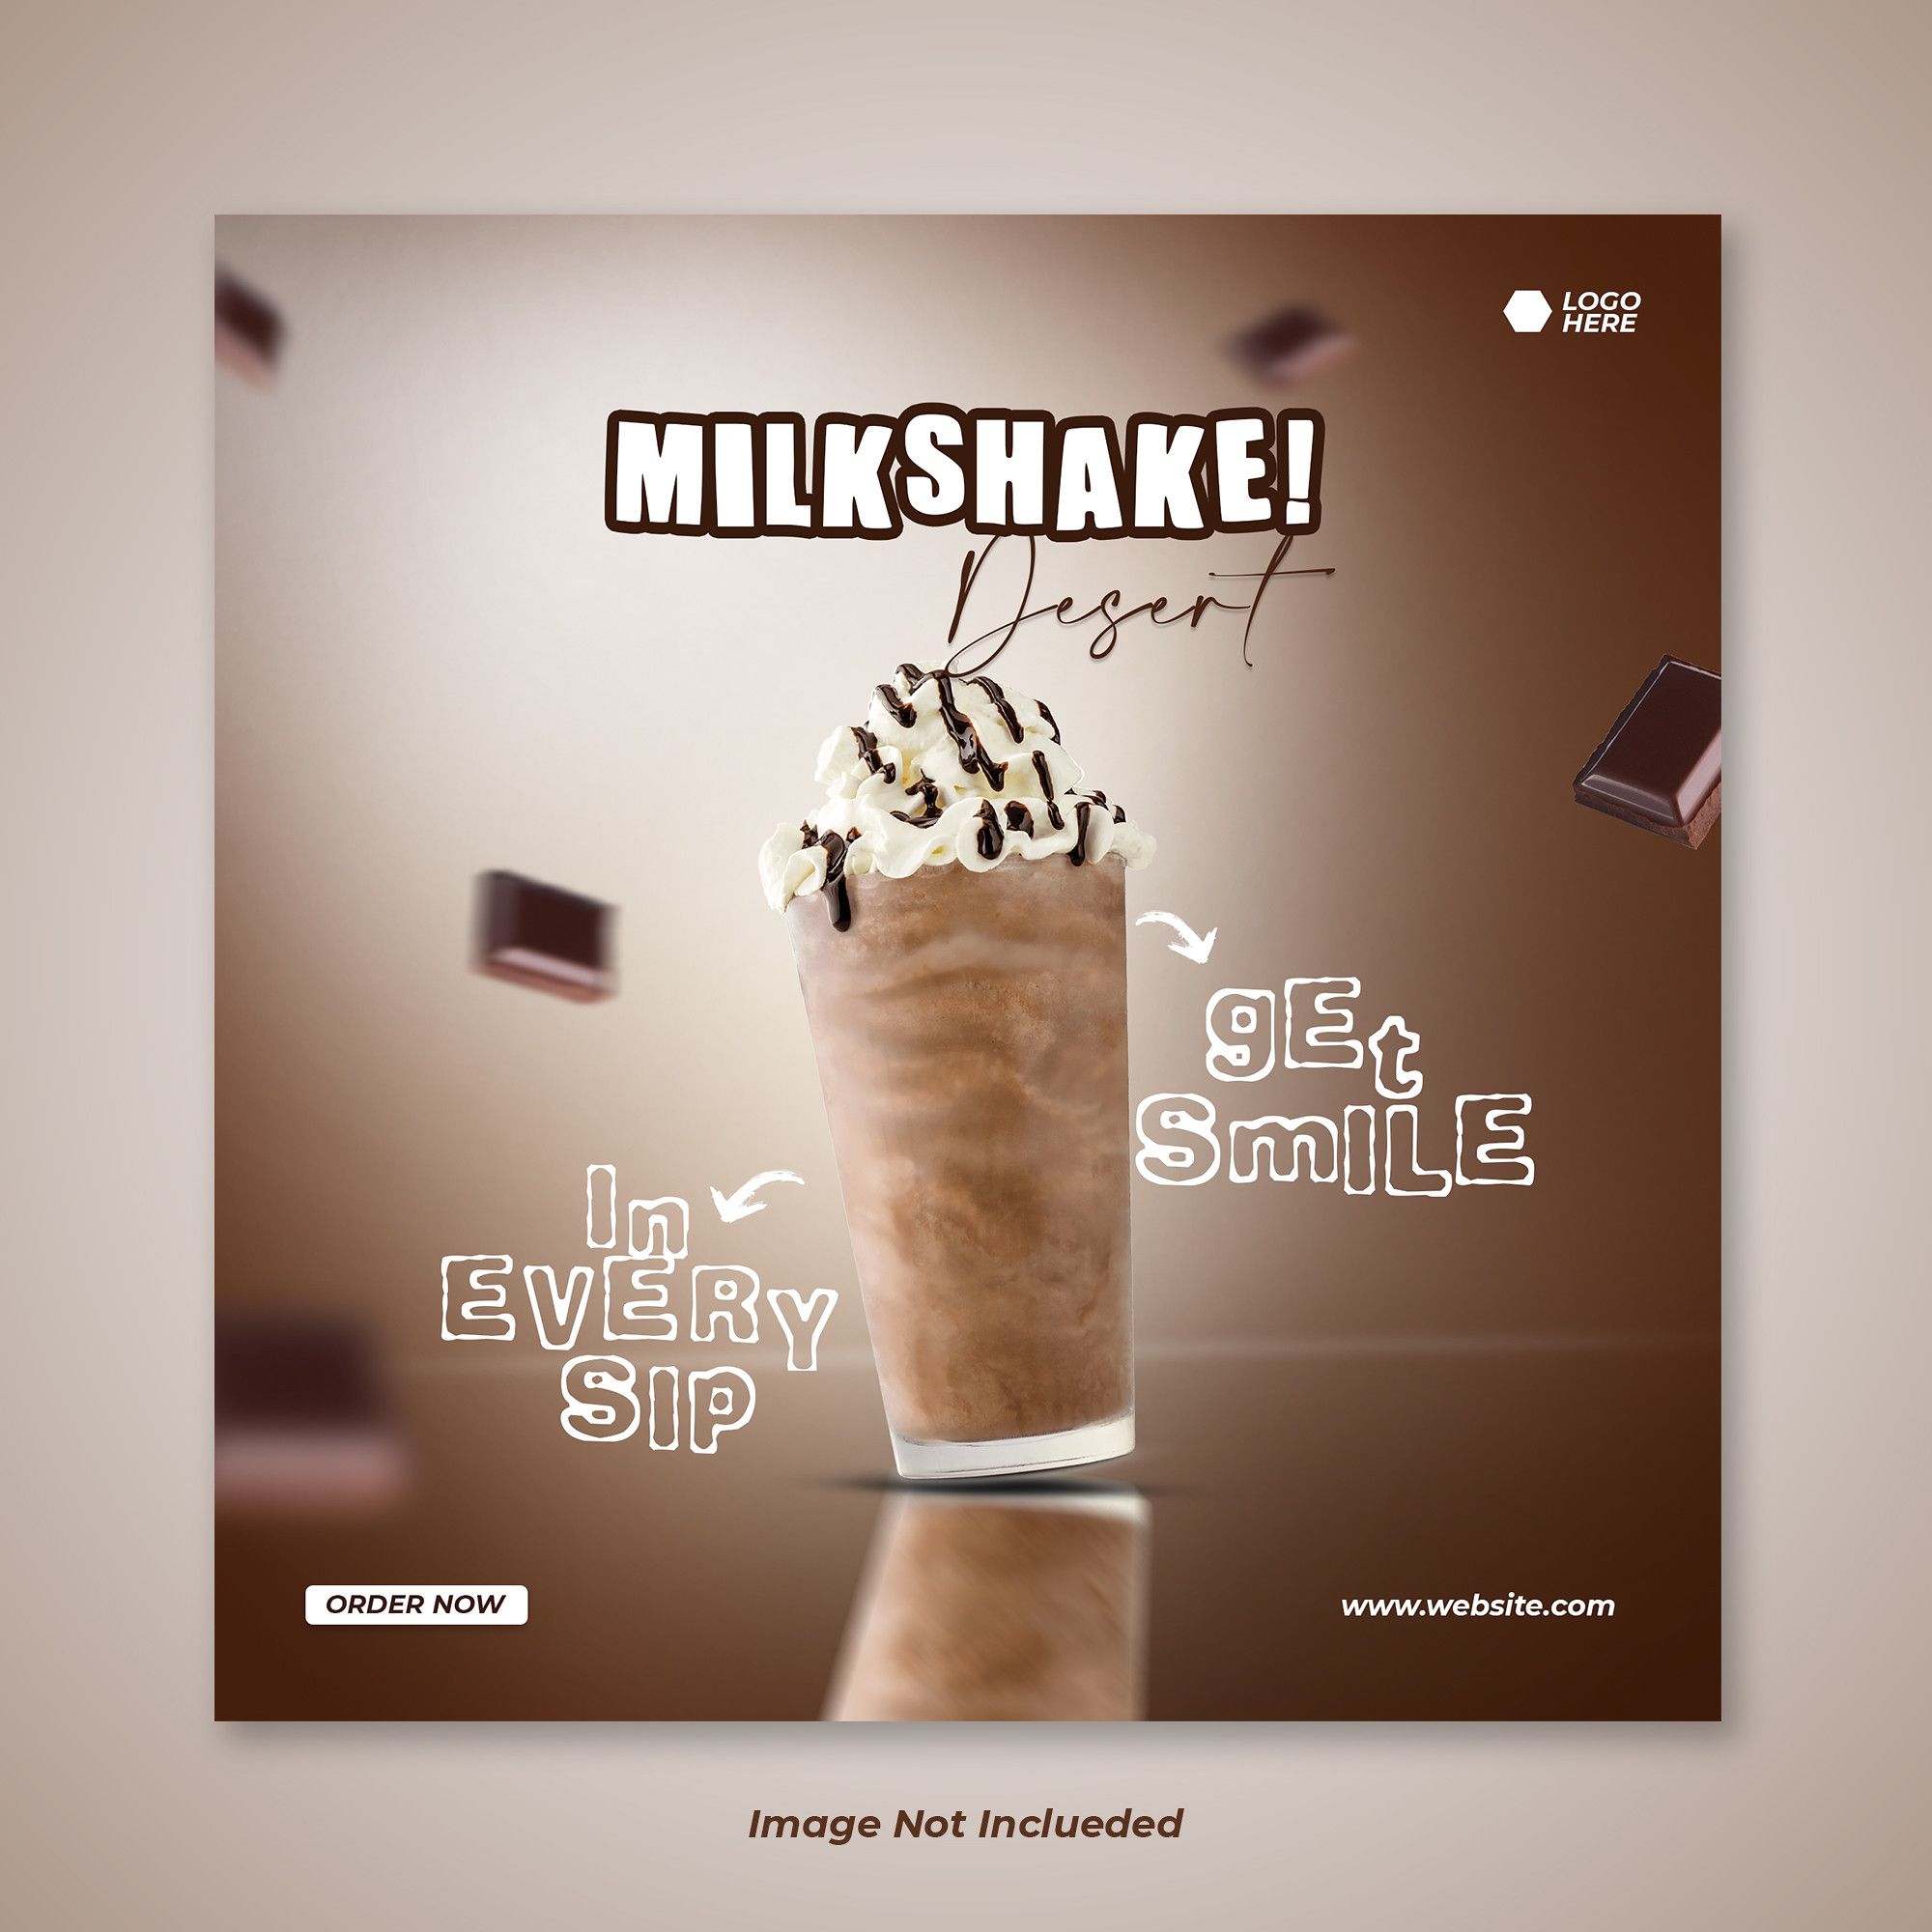 LOGO
HERE
MILKSHAKE!
Desert
gEt
SmILE
In
EVERY
SIP
ORDER NOW
www.website.com
Image Not Inclueded